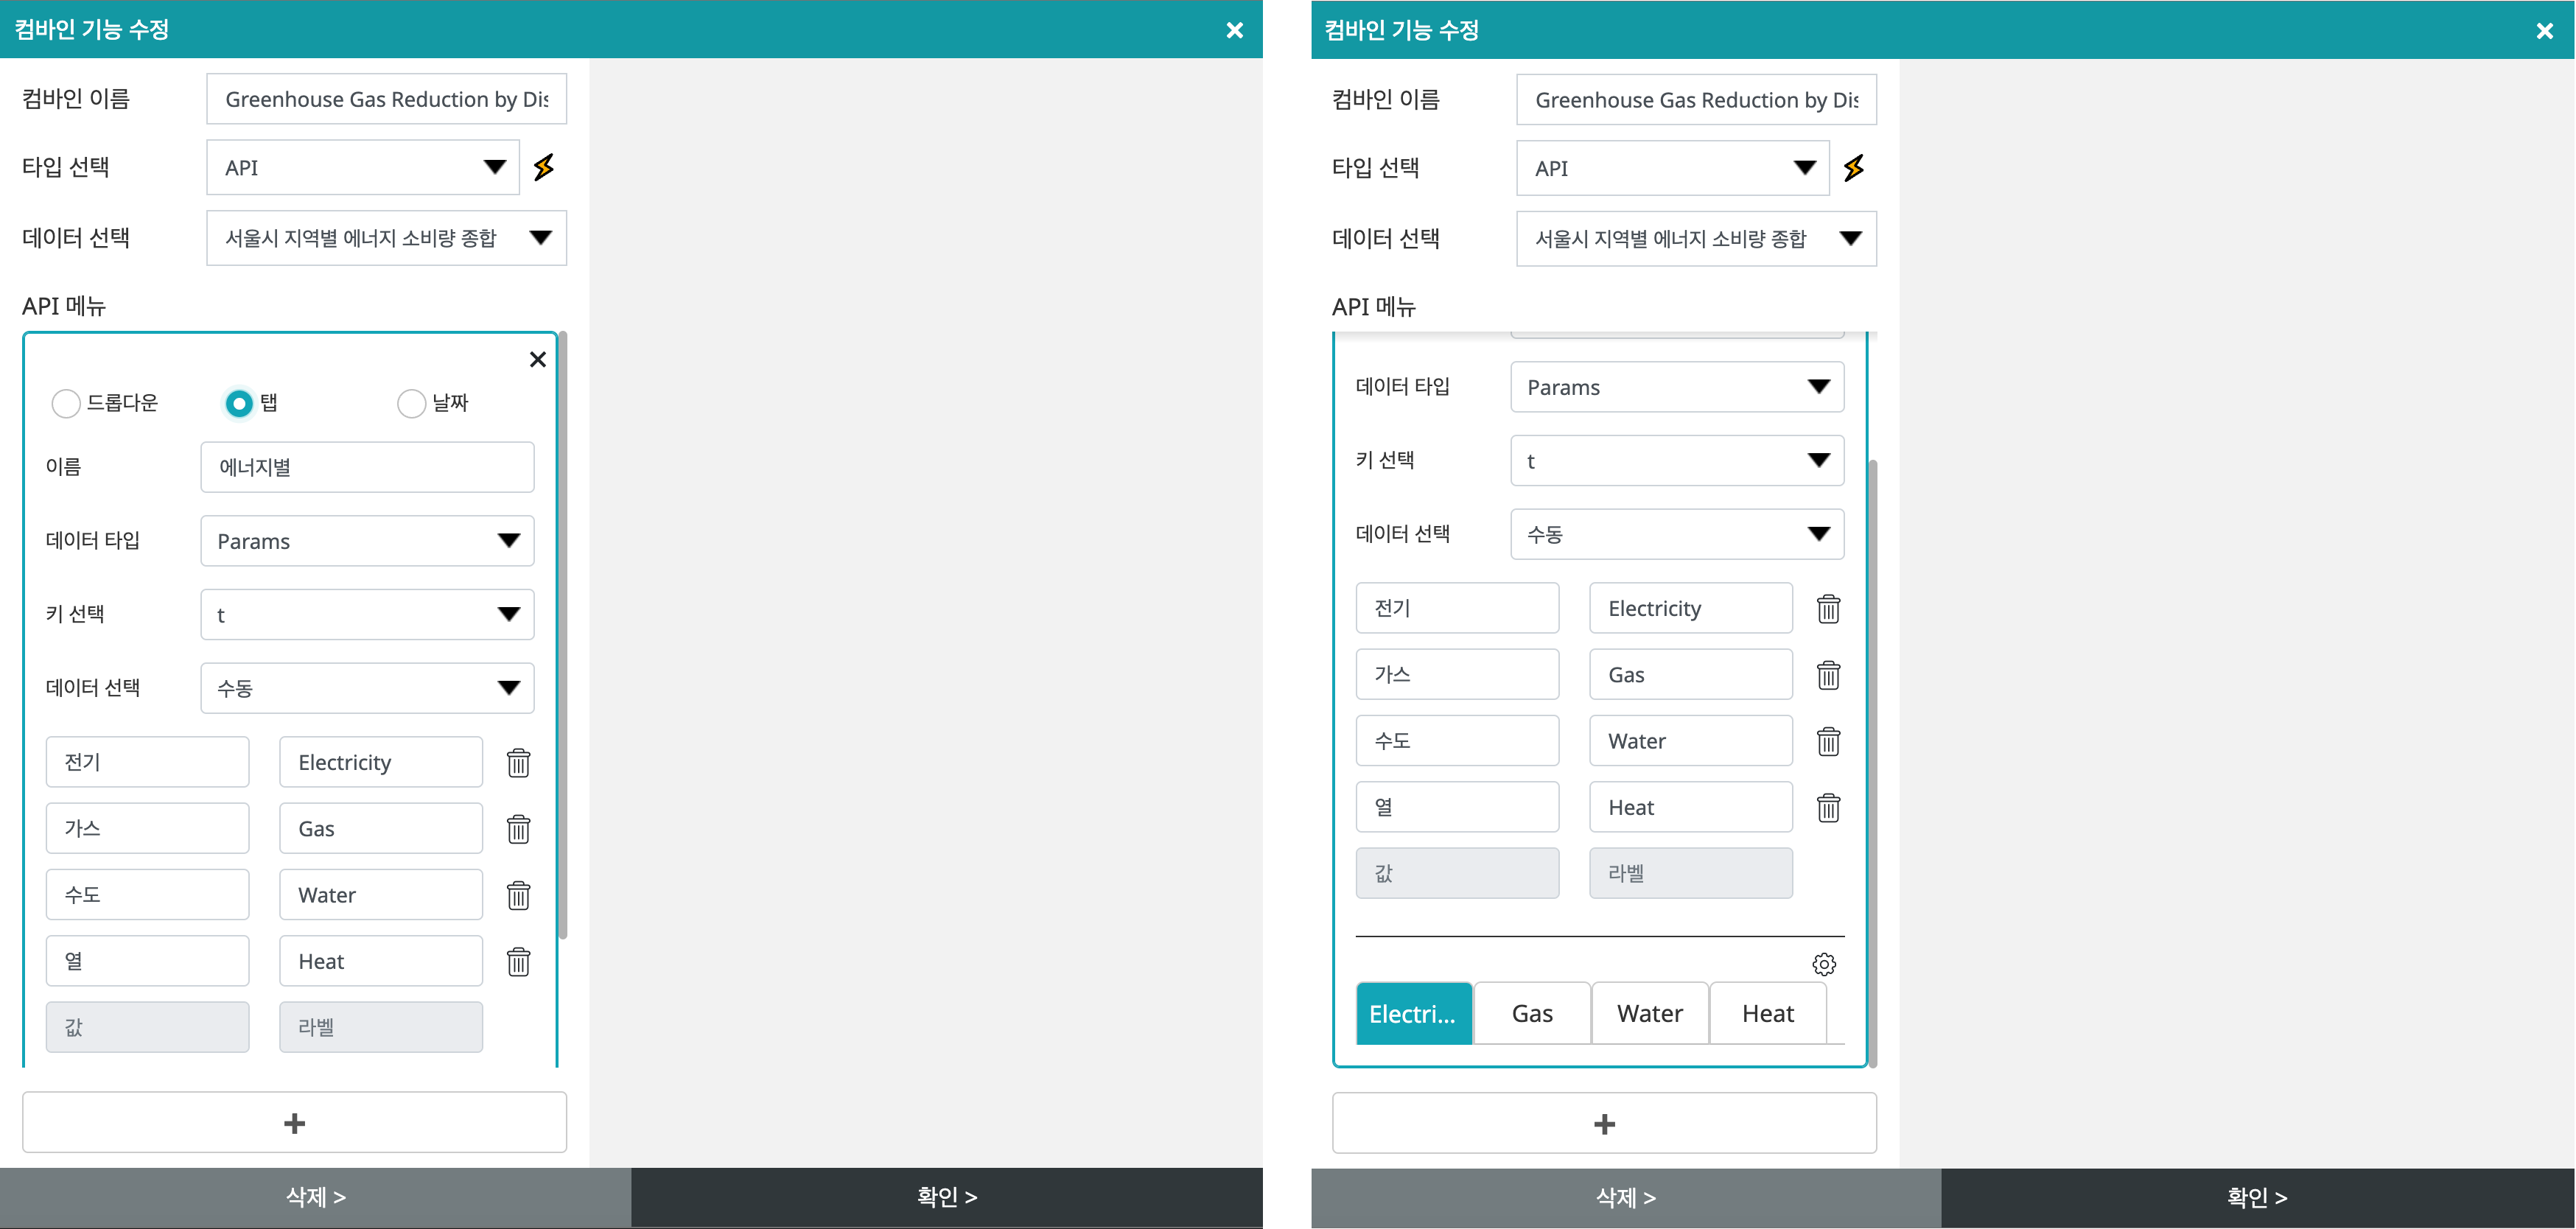 컴바인 기능 수정
컴바인 이름
Greenhouse Gas Reduction by Dis
타입 선택
API
데이터 선택
서울시 지역별 에너지 소비량 종합
API 메뉴
드롭다운
탭
날짜
이름
에너지별
데이터 타입
Params
키 선택
t
데이터 선택
수동
전기
Electricity
가스
Gas
수도
Water
열
Heat
값
라벨
삭제 >
확인 >
컴바인 기능 수정
컴바인 이름
Greenhouse Gas Reduction by Dis
타입 선택
API
데이터 선택
서울시 지역별 에너지 소비량 종합
API 메뉴
데이터 타입
Params
키 선택
t
데이터 선택
수동
전기
Electricity
가스
Gas
수도
Water
열
Heat
값
라벨
Electri...
Gas
Water
Heat
삭제 >
확인 >